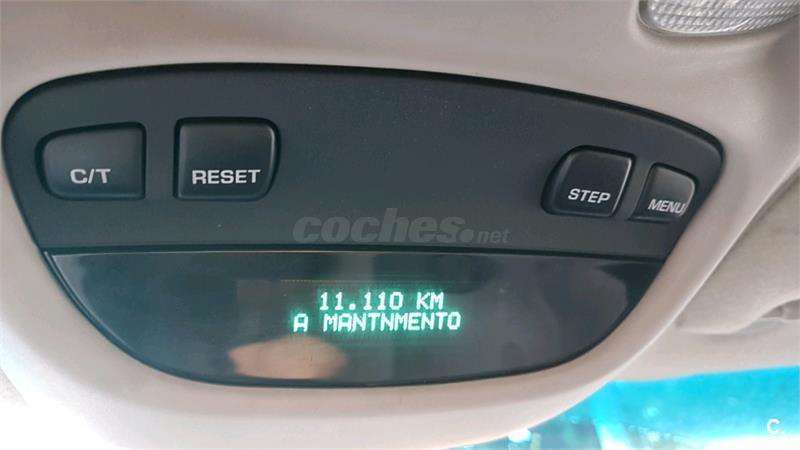 C/T RESET STEP MENU
coches.net
11.110 KM
A MANTNMENTO
C.